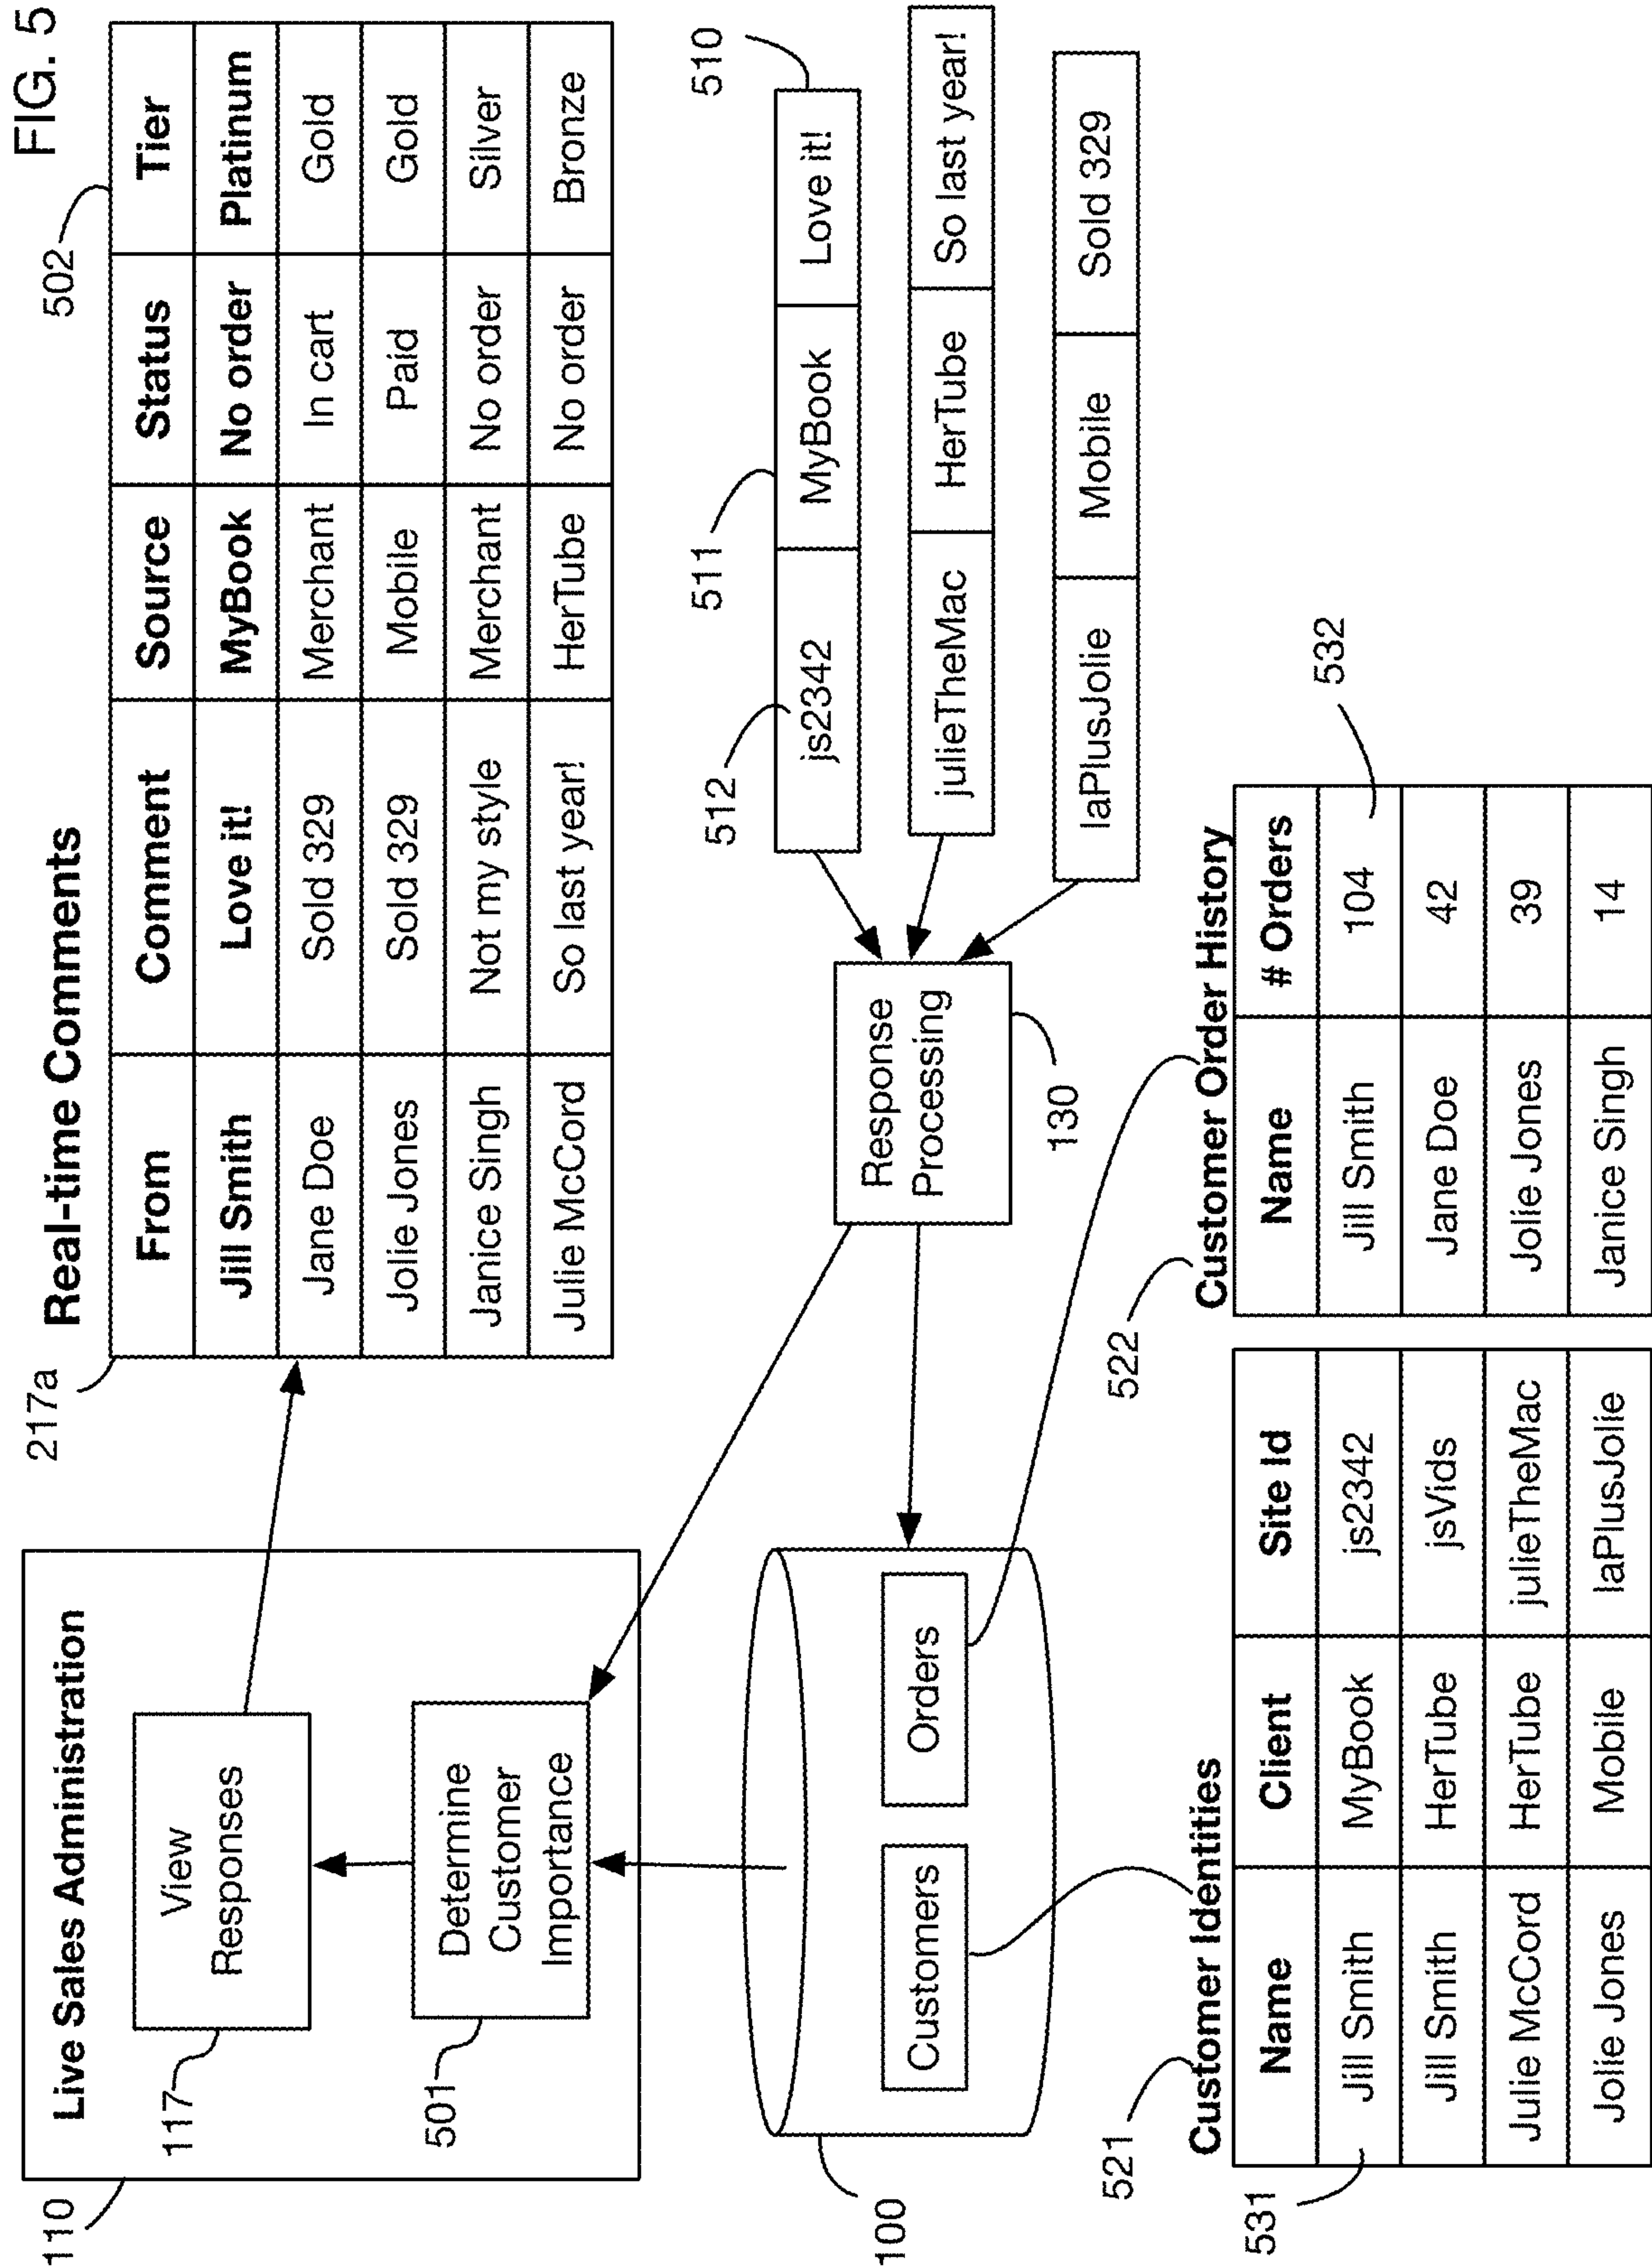 FIG. 5
110
Live Sales Administration
117
View
Responses
501
Determine
Customer
Importance
217a
Real-time Comments
502
From Comment Source Status Tier
Jill Smith Love it! MyBook No order Platinum
Jane Doe Sold 329 Merchant In cart Gold
Jolie Jones Sold 329 Mobile Paid Gold
Janice Singh Not my style Merchant No order Silver
Julie McCord So last year! HerTube No order Bronze
100
Customers
Orders
Response
Processing
130
512
511
510
js2342 MyBook Love it!
julieTheMac HerTube So last year!
laPlusJolie Mobile Sold 329
521
Customer Identities
531
Name Client Site Id
Jill Smith MyBook js2342
Jill Smith HerTube jsVids
Julie McCord HerTube julieTheMac
Jolie Jones Mobile laPlusJolie
522
Customer Order History
532
Name # Orders
Jill Smith 104
Jane Doe 42
Jolie Jones 39
Janice Singh 14